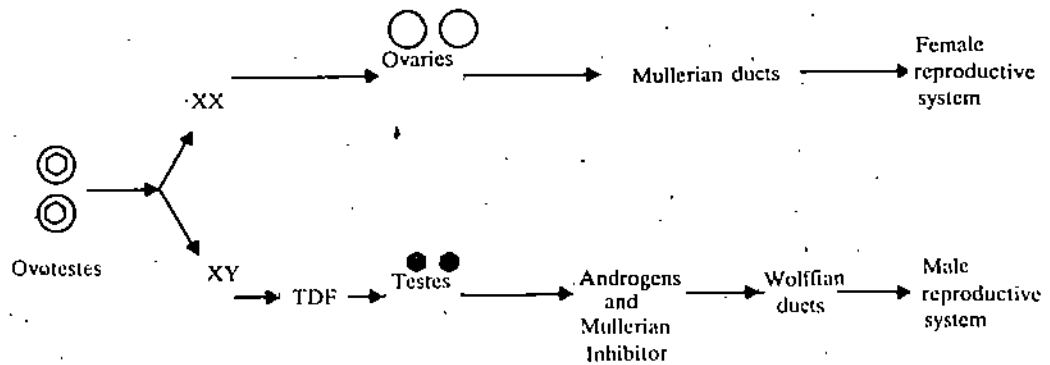 Ovaries
Female
reproductive
system
Mullerian ducts
XX
Ovotestes
XY
TDF
Testes
Androgens
and
Mullerian
Inhibitor
Wolffian
ducts
Male
reproductive
system